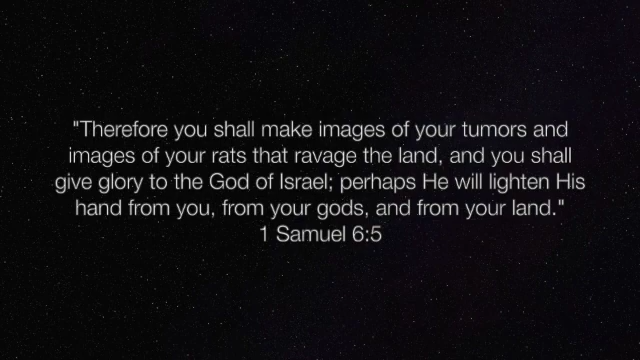 "Therefore you shall make images of your tumors and
images of your rats that ravage the land, and you shall
give glory to the God of Israel; perhaps He will lighten His
hand from you, from your gods, and from your land."
1 Samuel 6:5